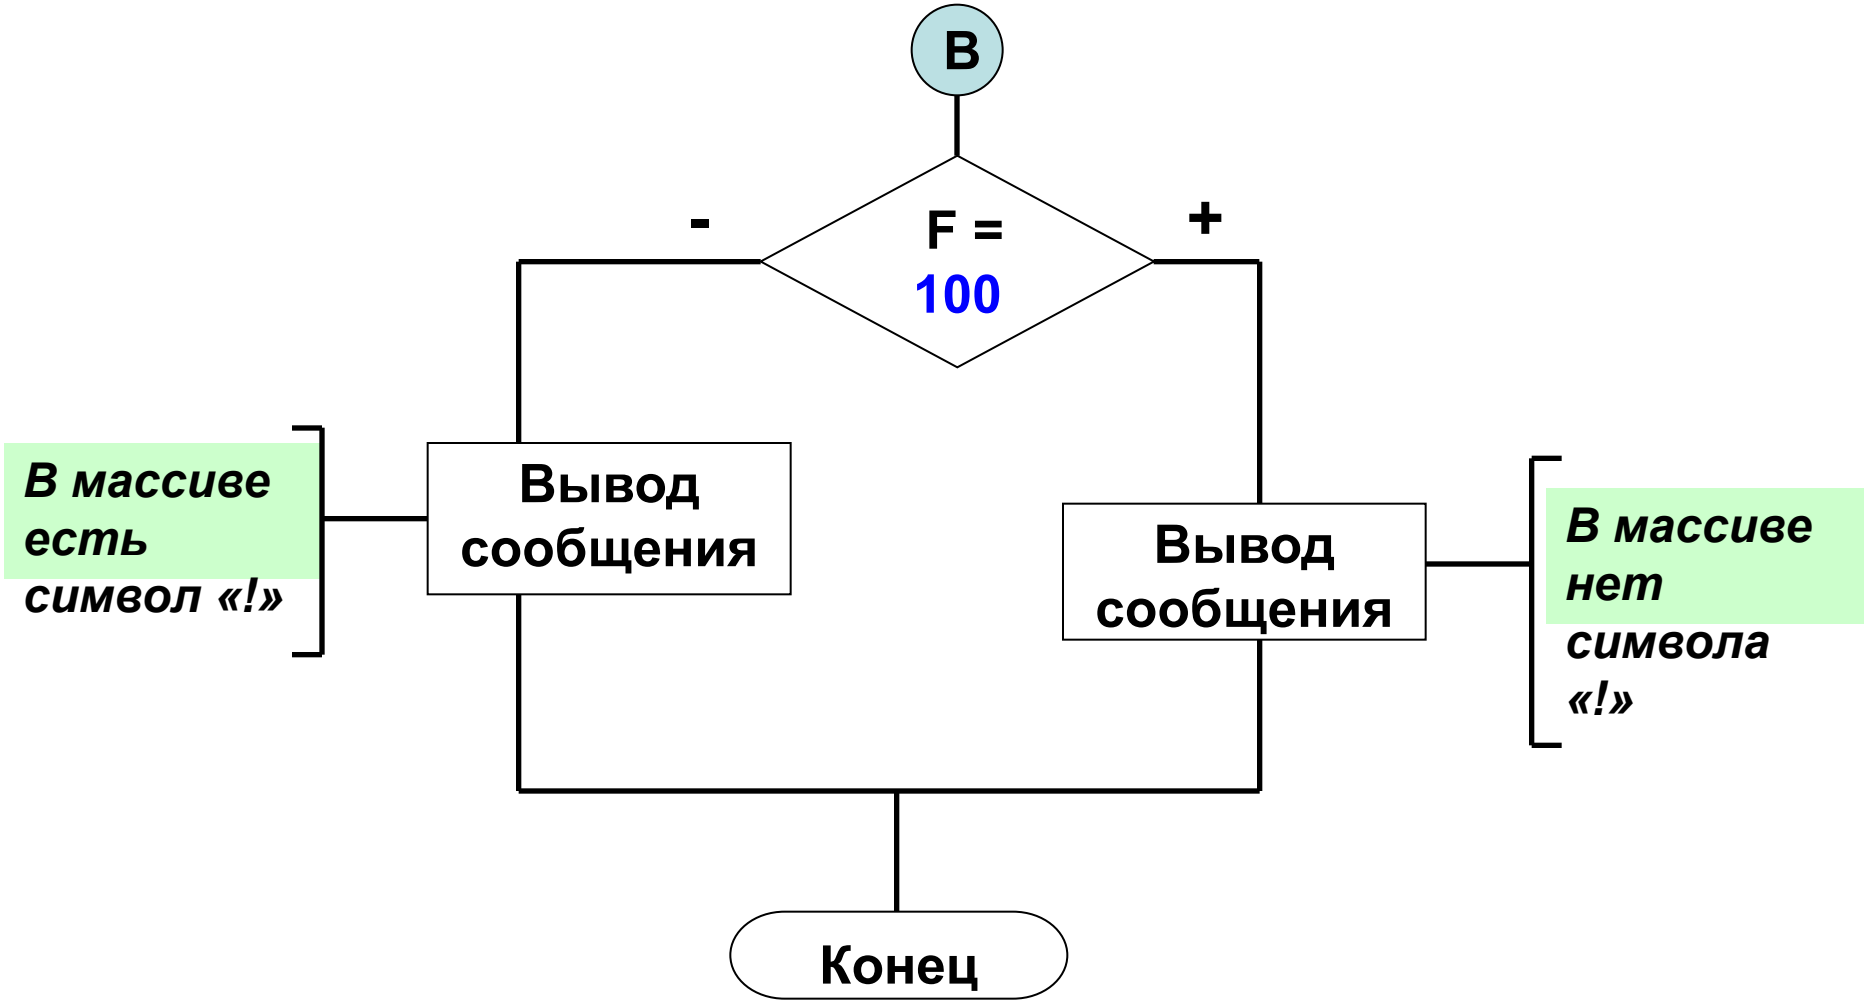 В
-
+
F =
100
В массиве
есть
символ «!»
Вывод
сообщения
Вывод
сообщения
В массиве
нет
символа
«!»
Конец